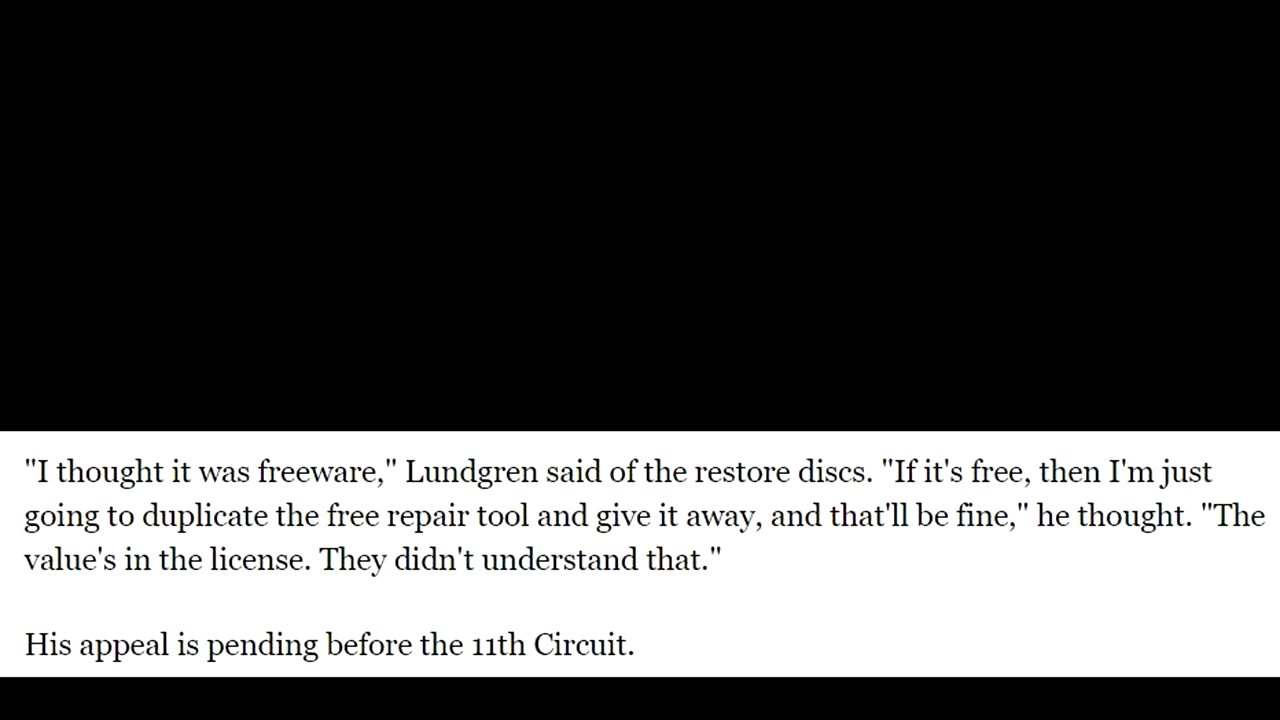 "I thought it was freeware," Lundgren said of the restore discs. "If it's free, then I'm just
going to duplicate the free repair tool and give it away, and that'll be fine," he thought. "The
value's in the license. They didn't understand that."
His appeal is pending before the 11th Circuit.